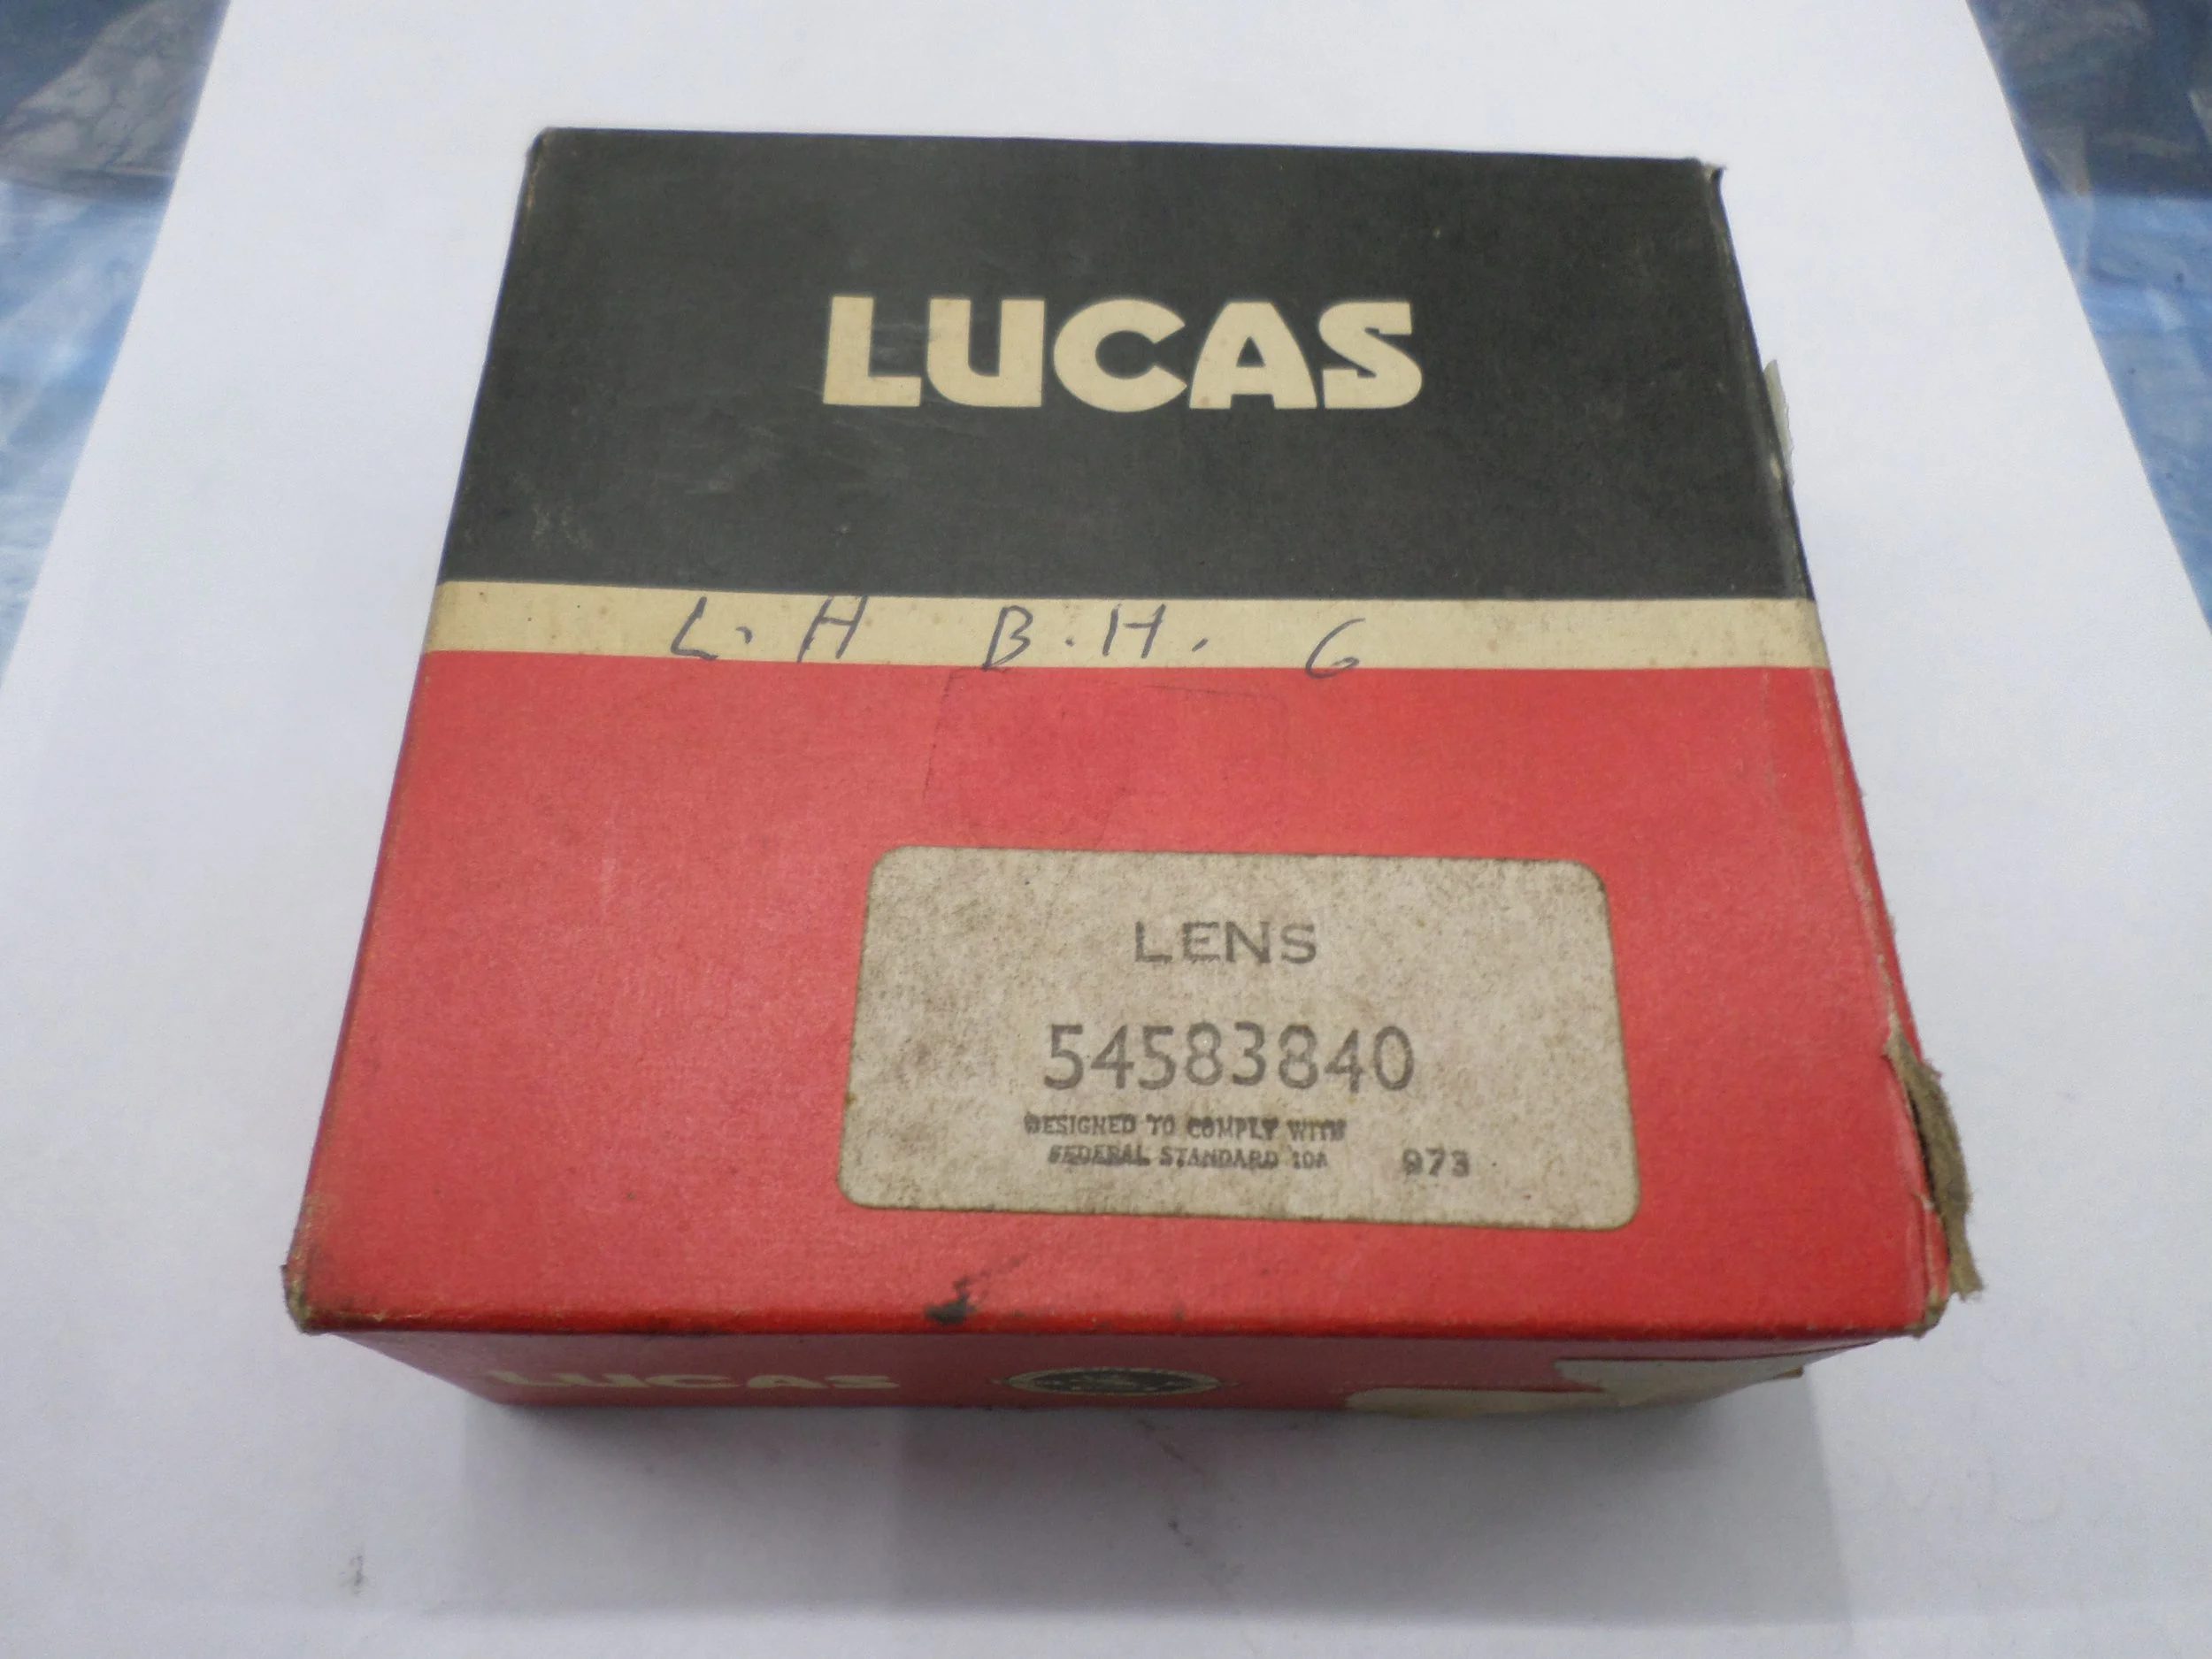 LUCAS
L. H B.H. 6
LENS
54583840
DESIGNED TO COMPLY WITH
FEDERAL STANDARD 10A 973
LUCAS